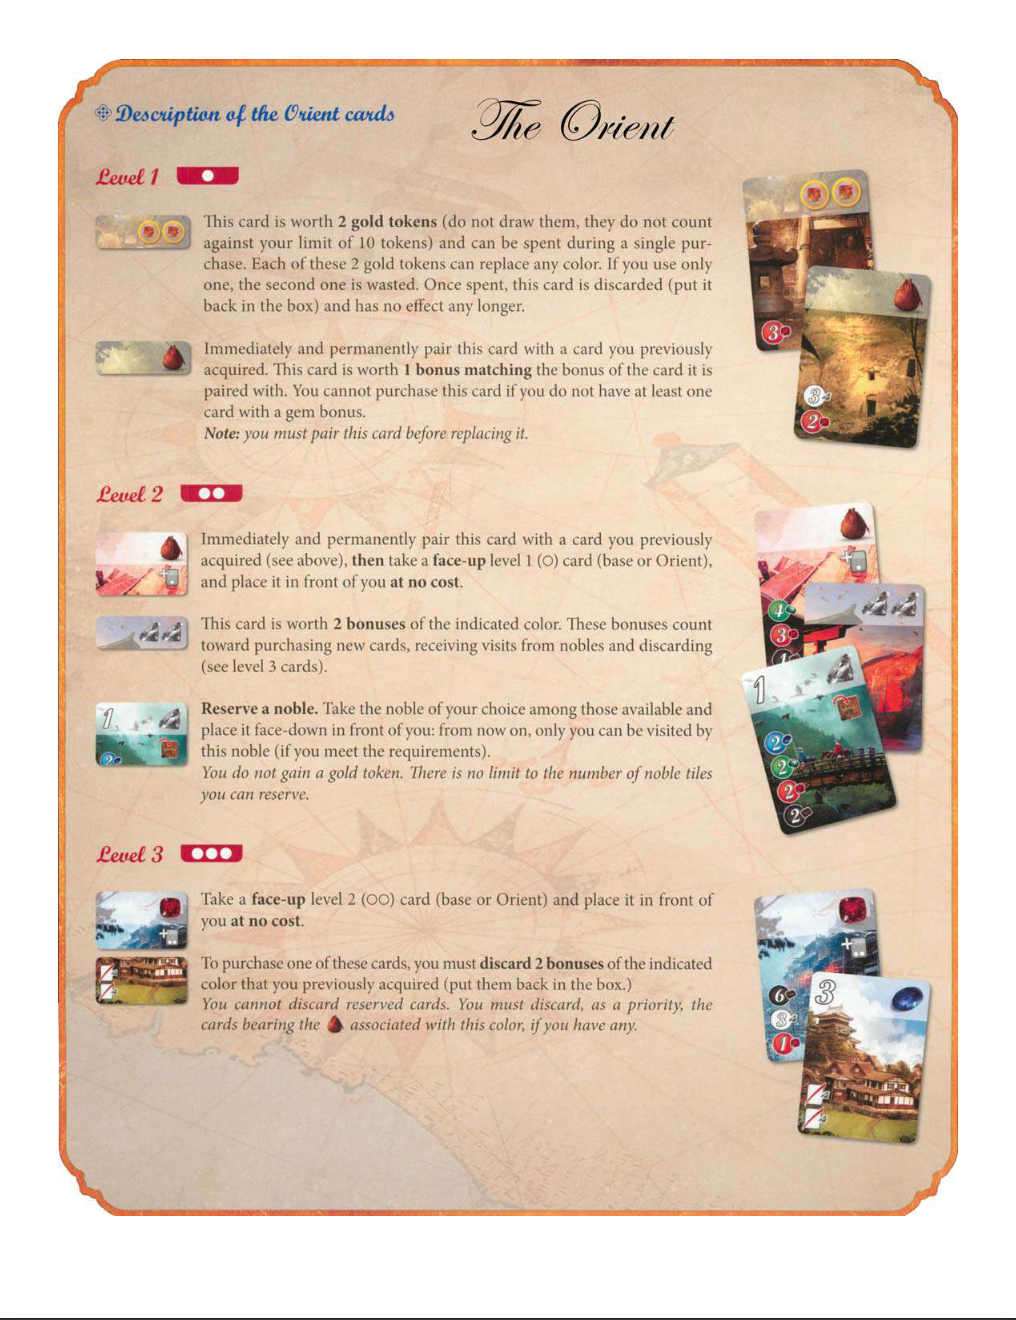 Description of the Orient cards
The Orient
Level 1
This card is worth 2 gold tokens (do not draw them, they do not count
against your limit of 10 tokens) and can be spent during a single pur-
chase. Each of these 2 gold tokens can replace any color. If you use only
one, the second one is wasted. Once spent, this card is discarded (put it
back in the box) and has no effect any longer.
Immediately and permanently pair this card with a card you previously
acquired. This card is worth 1 bonus matching the bonus of the card it is
paired with. You cannot purchase this card if you do not have at least one
card with a gem bonus.
Note: you must pair this card before replacing it.
3
3
2
Level 2
Immediately and permanently pair this card with a card you previously
acquired (see above), then take a face-up level 1 (O) card (base or Orient),
and place it in front of you at no cost.
This card is worth 2 bonuses of the indicated color. These bonuses count
toward purchasing new cards, receiving visits from nobles and discarding
(see level 3 cards).
1
2
Reserve a noble. Take the noble of your choice among those available and
place it face-down in front of you: from now on, only you can be visited by
this noble (if you meet the requirements).
You do not gain a gold token. There is no limit to the number of noble tiles
you can reserve.
4
3
1
1
2
2
2
2
Level 3
Take a face-up level 2 (OO) card (base or Orient) and place it in front of
you at no cost.
To purchase one of these cards, you must discard 2 bonuses of the indicated
color that you previously acquired (put them back in the box.)
You cannot discard reserved cards. You must discard, as a priority, the
cards bearing the associated with this color, if you have any.
6
3
1
3